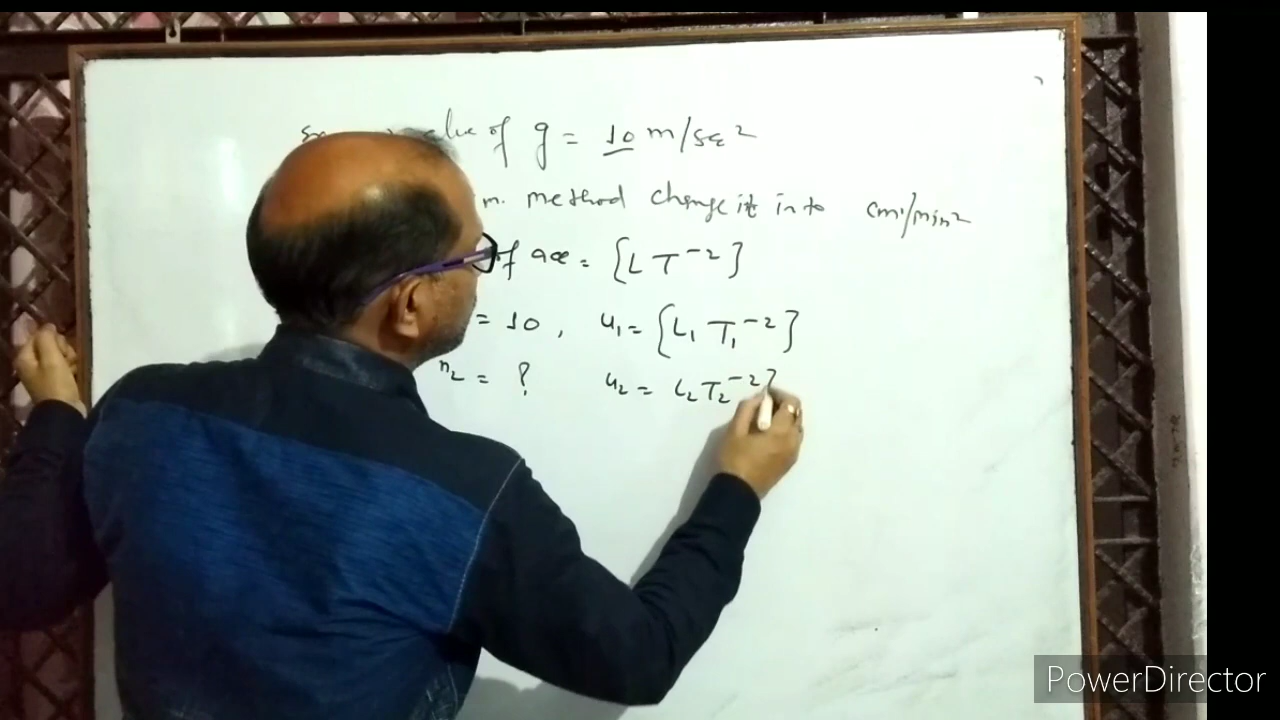 of g = 10 m/sec2
m. method change it into cm/min2
of acc = [L T-2]
= 10, u1 = [L1 T1-2]
n2 = ? u2 = L2 T2-2]
PowerDirector